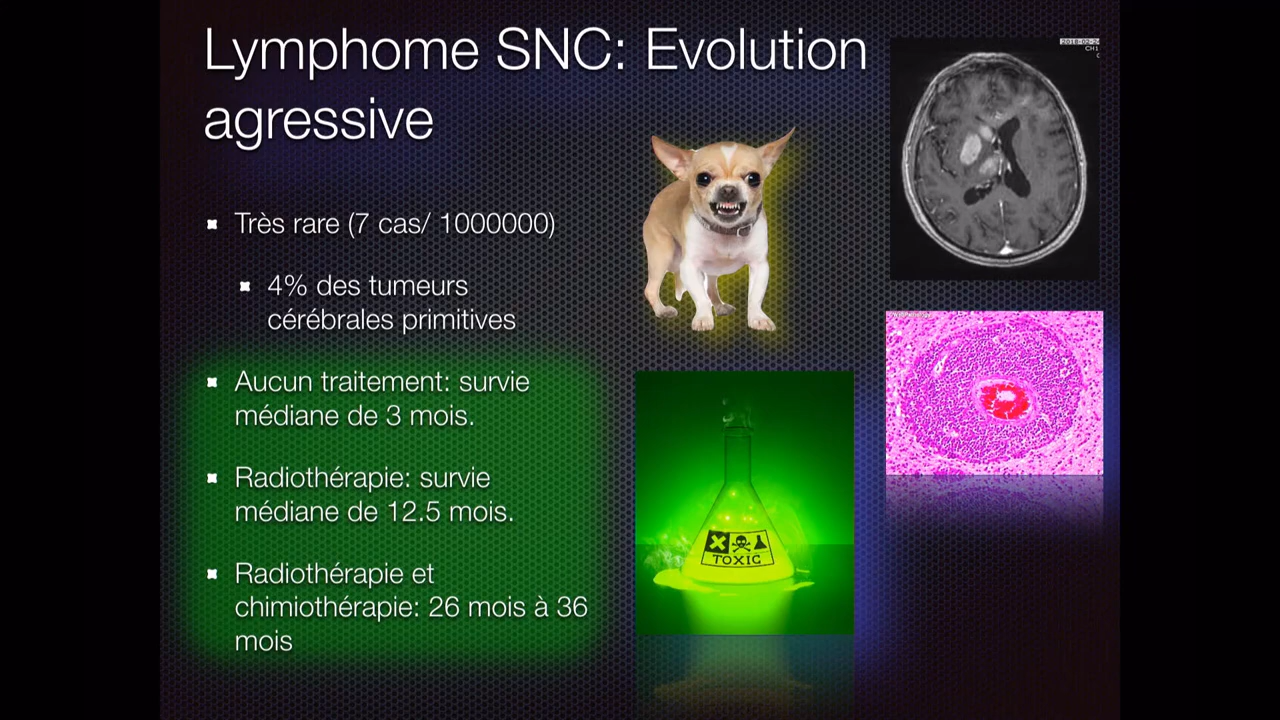 Lymphome SNC: Evolution
agressive
Très rare (7 cas/ 1000000)
4% des tumeurs
cérébrales primitives
Aucun traitement: survie
médiane de 3 mois.
Radiothérapie: survie
médiane de 12.5 mois.
Radiothérapie et
chimiothérapie: 26 mois à 36
mois
TOXIC
CH1